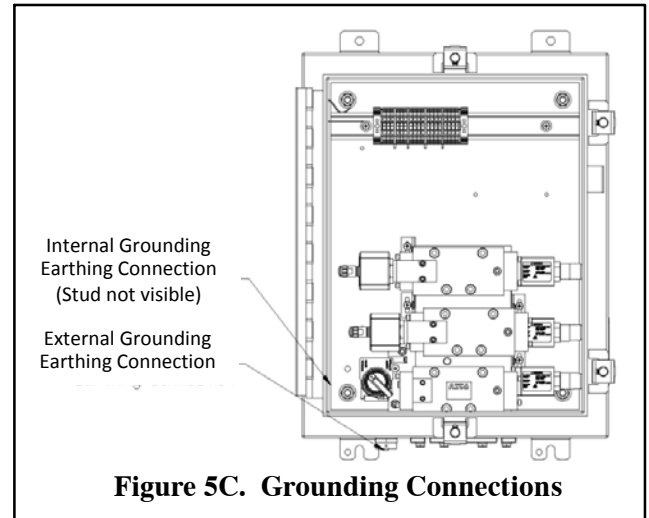 Internal Grounding
Earthing Connection
(Stud not visible)
External Grounding
Earthing Connection
Figure 5C. Grounding Connections